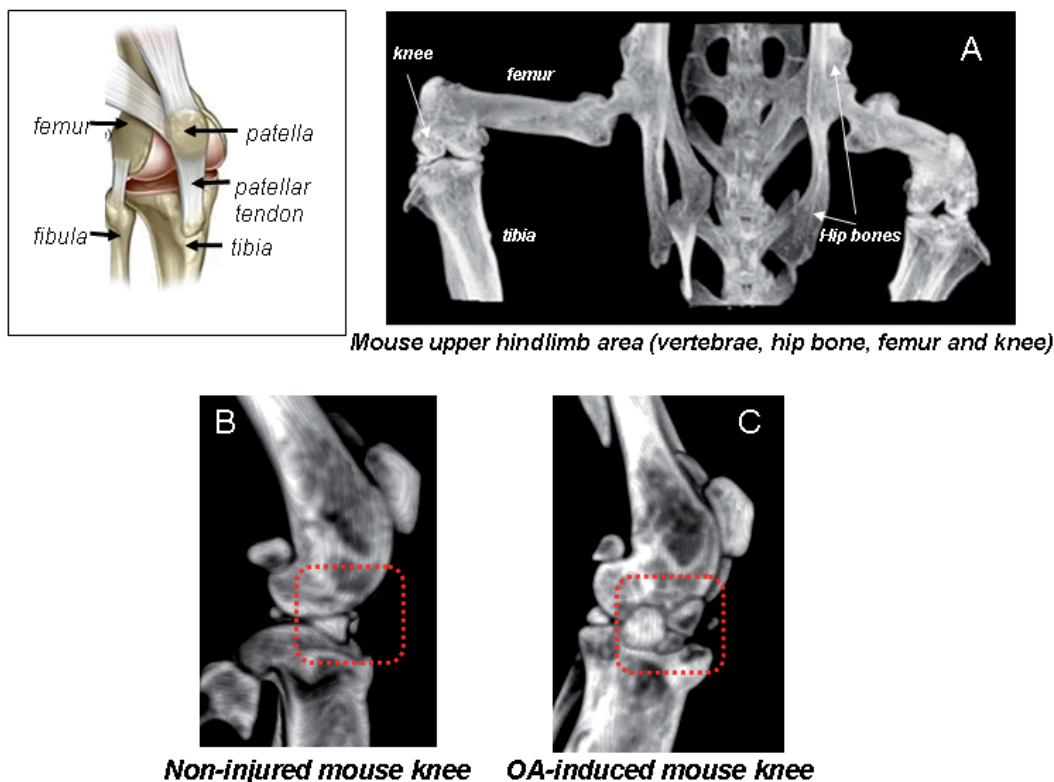 femur
patella
patellar
tendon
fibula
tibia
A
knee
femur
tibia
Hip bones
Mouse upper hindlimb area (vertebrae, hip bone, femur and knee)
B
C
Non-injured mouse knee
OA-induced mouse knee